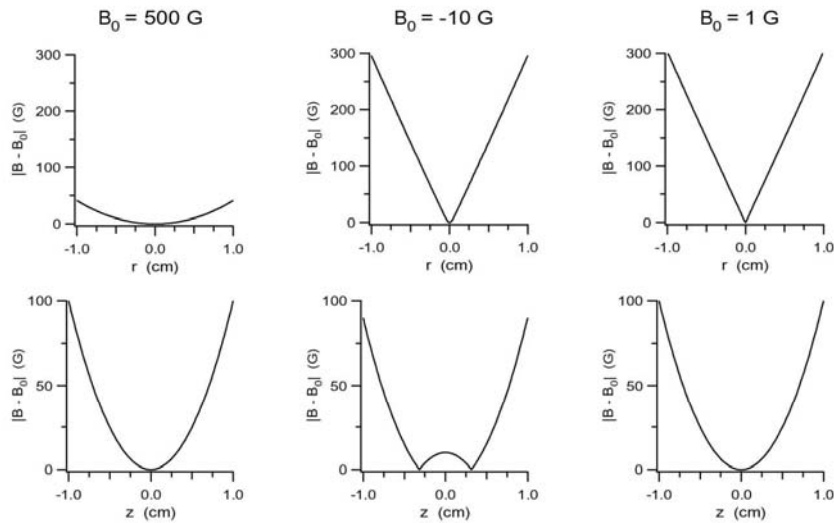 B₀ = 500 G
B₀ = -10 G
B₀ = 1 G
|B - B₀| (G)
300
200
100
0
-1.0 0.0 1.0
r (cm)
|B - B₀| (G)
300
200
100
0
-1.0 0.0 1.0
r (cm)
|B - B₀| (G)
300
200
100
0
-1.0 0.0 1.0
r (cm)
|B - B₀| (G)
100
50
0
-1.0 0.0 1.0
z (cm)
|B - B₀| (G)
100
50
0
-1.0 0.0 1.0
z (cm)
|B - B₀| (G)
100
50
0
-1.0 0.0 1.0
z (cm)